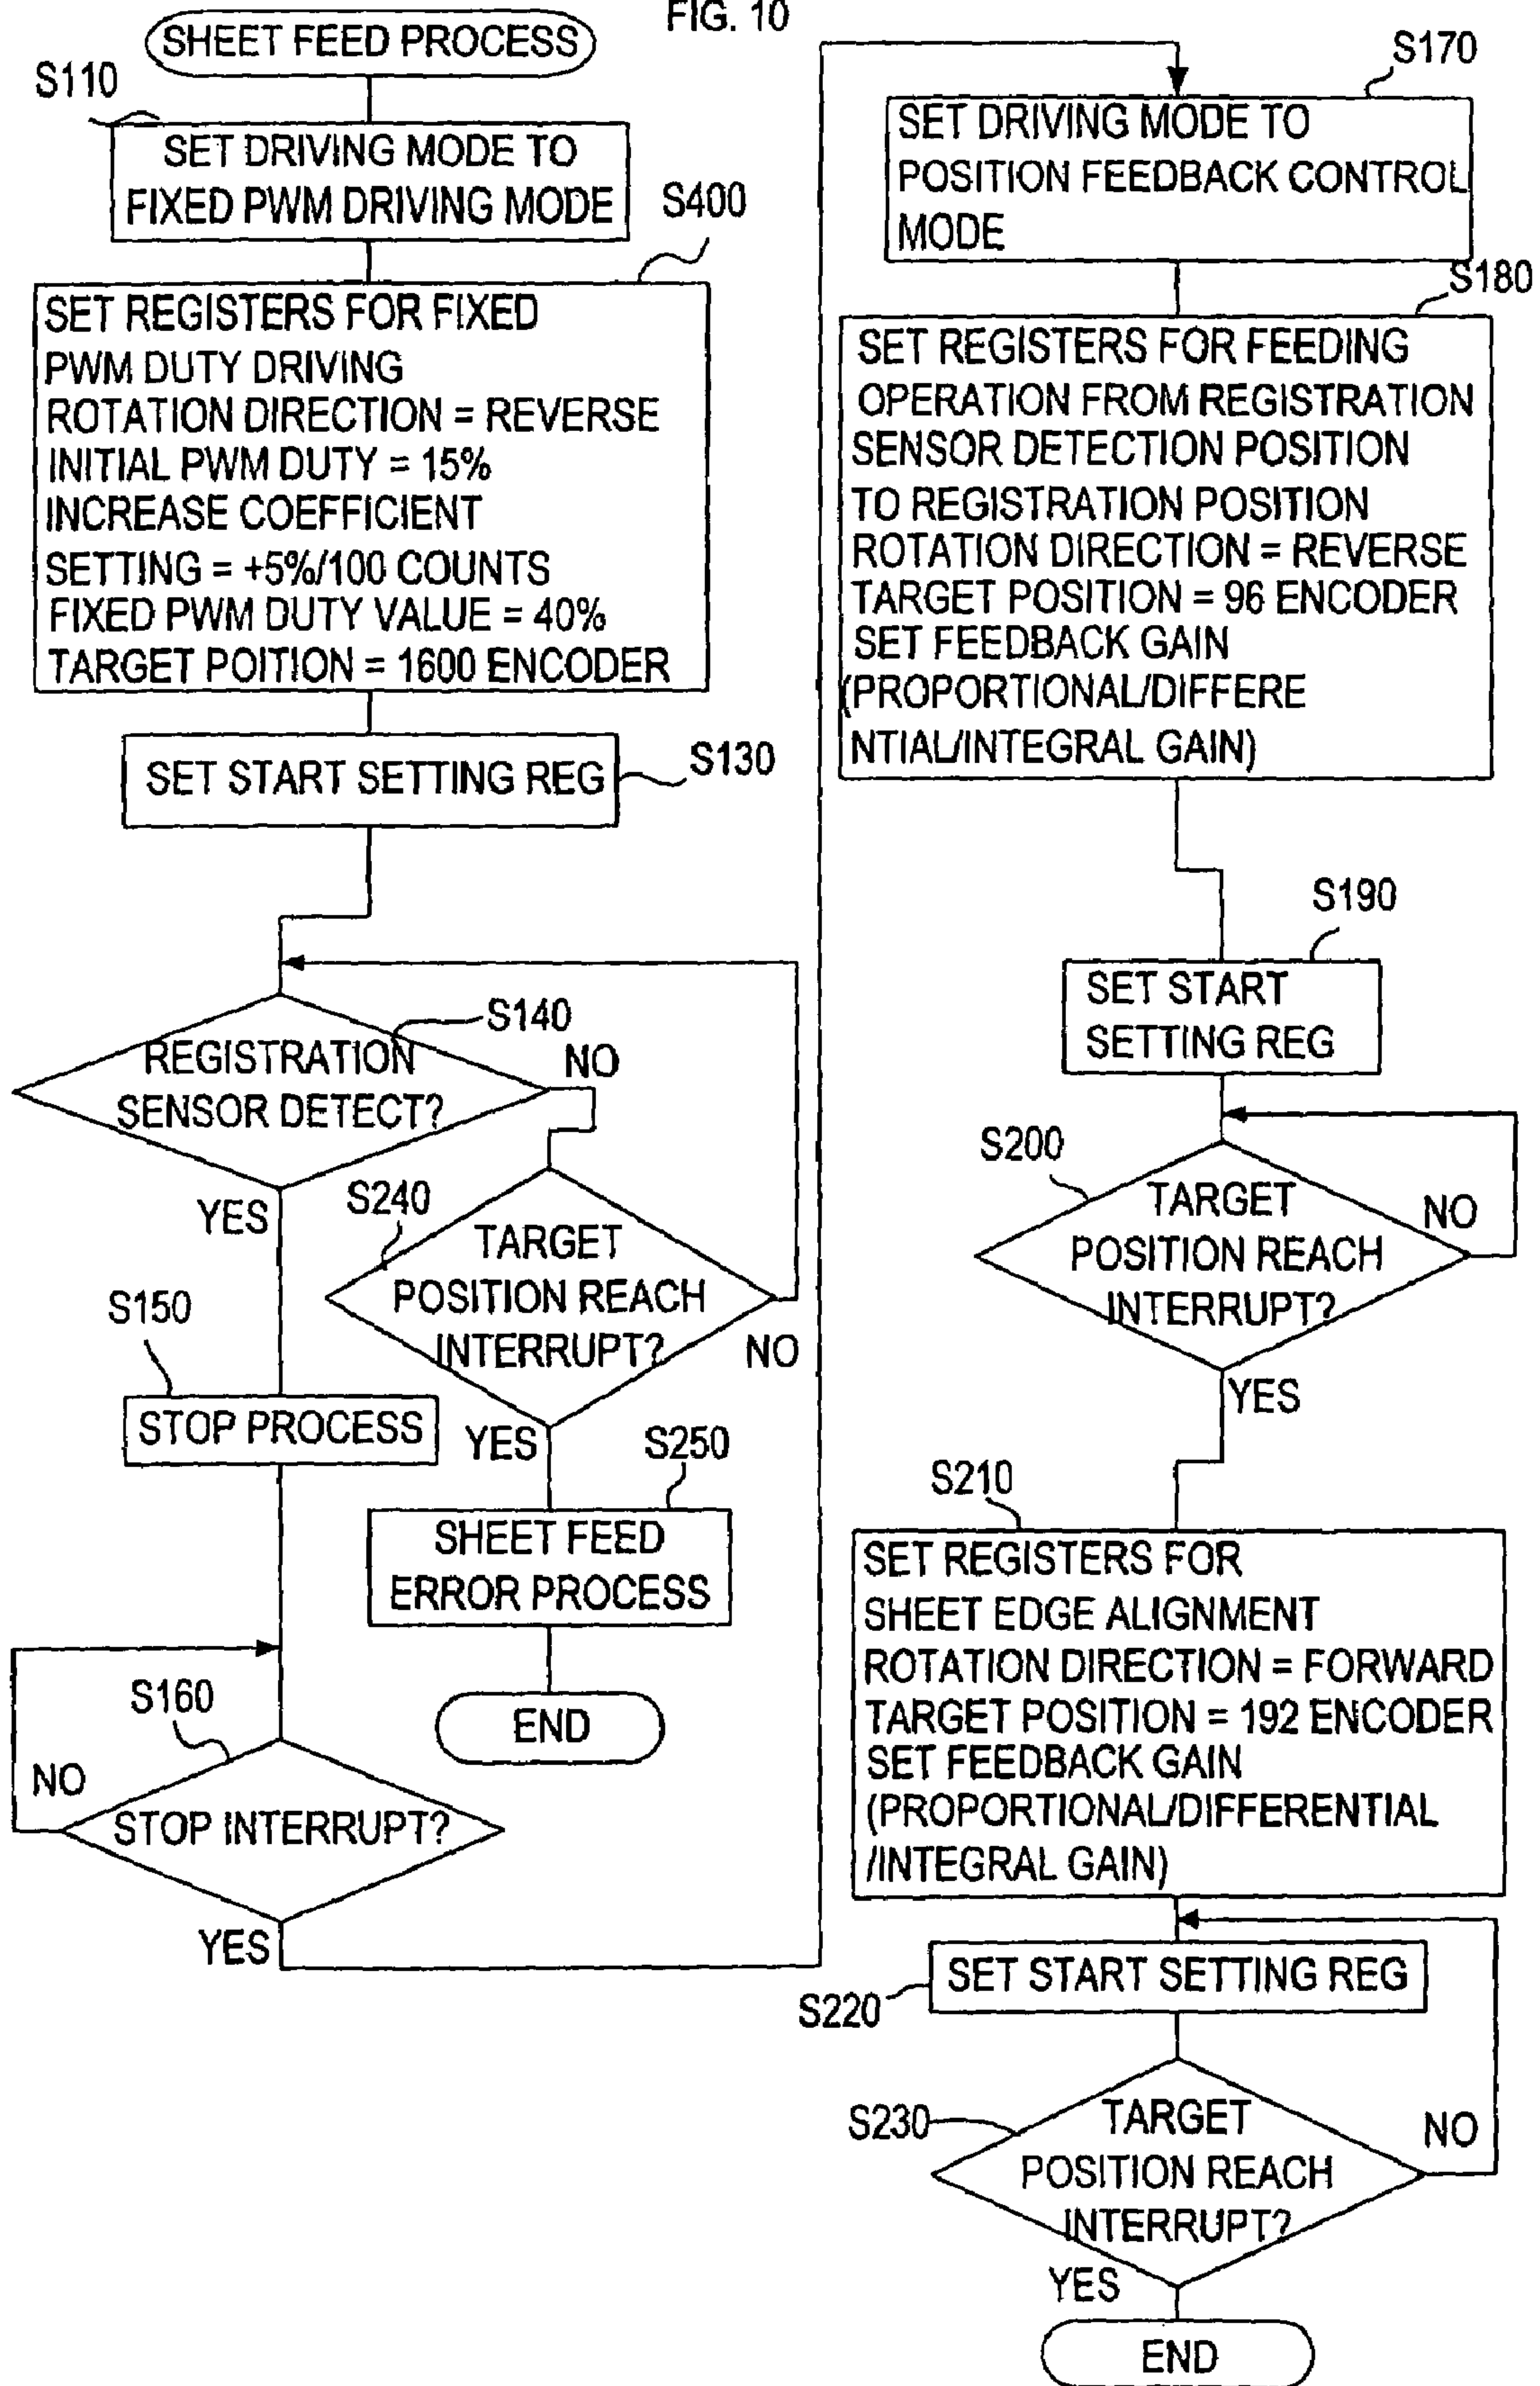 FIG. 10
SHEET FEED PROCESS
S110
SET DRIVING MODE TO
FIXED PWM DRIVING MODE
S400
SET REGISTERS FOR FIXED
PWM DUTY DRIVING
ROTATION DIRECTION = REVERSE
INITIAL PWM DUTY = 15%
INCREASE COEFFICIENT
SETTING = +5%/100 COUNTS
FIXED PWM DUTY VALUE = 40%
TARGET POITION = 1600 ENCODER
SET START SETTING REG
S130
S140
REGISTRATION
SENSOR DETECT?
NO
YES
S240
TARGET
POSITION REACH
INTERRUPT?
NO
YES
S150
STOP PROCESS
S250
SHEET FEED
ERROR PROCESS
END
S160
NO
STOP INTERRUPT?
YES
S170
SET DRIVING MODE TO
POSITION FEEDBACK CONTROL
MODE
S180
SET REGISTERS FOR FEEDING
OPERATION FROM REGISTRATION
SENSOR DETECTION POSITION
TO REGISTRATION POSITION
ROTATION DIRECTION = REVERSE
TARGET POSITION = 96 ENCODER
SET FEEDBACK GAIN
(PROPORTIONAL/DIFFERE
NTIAL/INTEGRAL GAIN)
S190
SET START
SETTING REG
S200
TARGET
POSITION REACH
INTERRUPT?
NO
YES
S210
SET REGISTERS FOR
SHEET EDGE ALIGNMENT
ROTATION DIRECTION = FORWARD
TARGET POSITION = 192 ENCODER
SET FEEDBACK GAIN
(PROPORTIONAL/DIFFERENTIAL
/INTEGRAL GAIN)
SET START SETTING REG
S220
S230
TARGET
POSITION REACH
INTERRUPT?
NO
YES
END